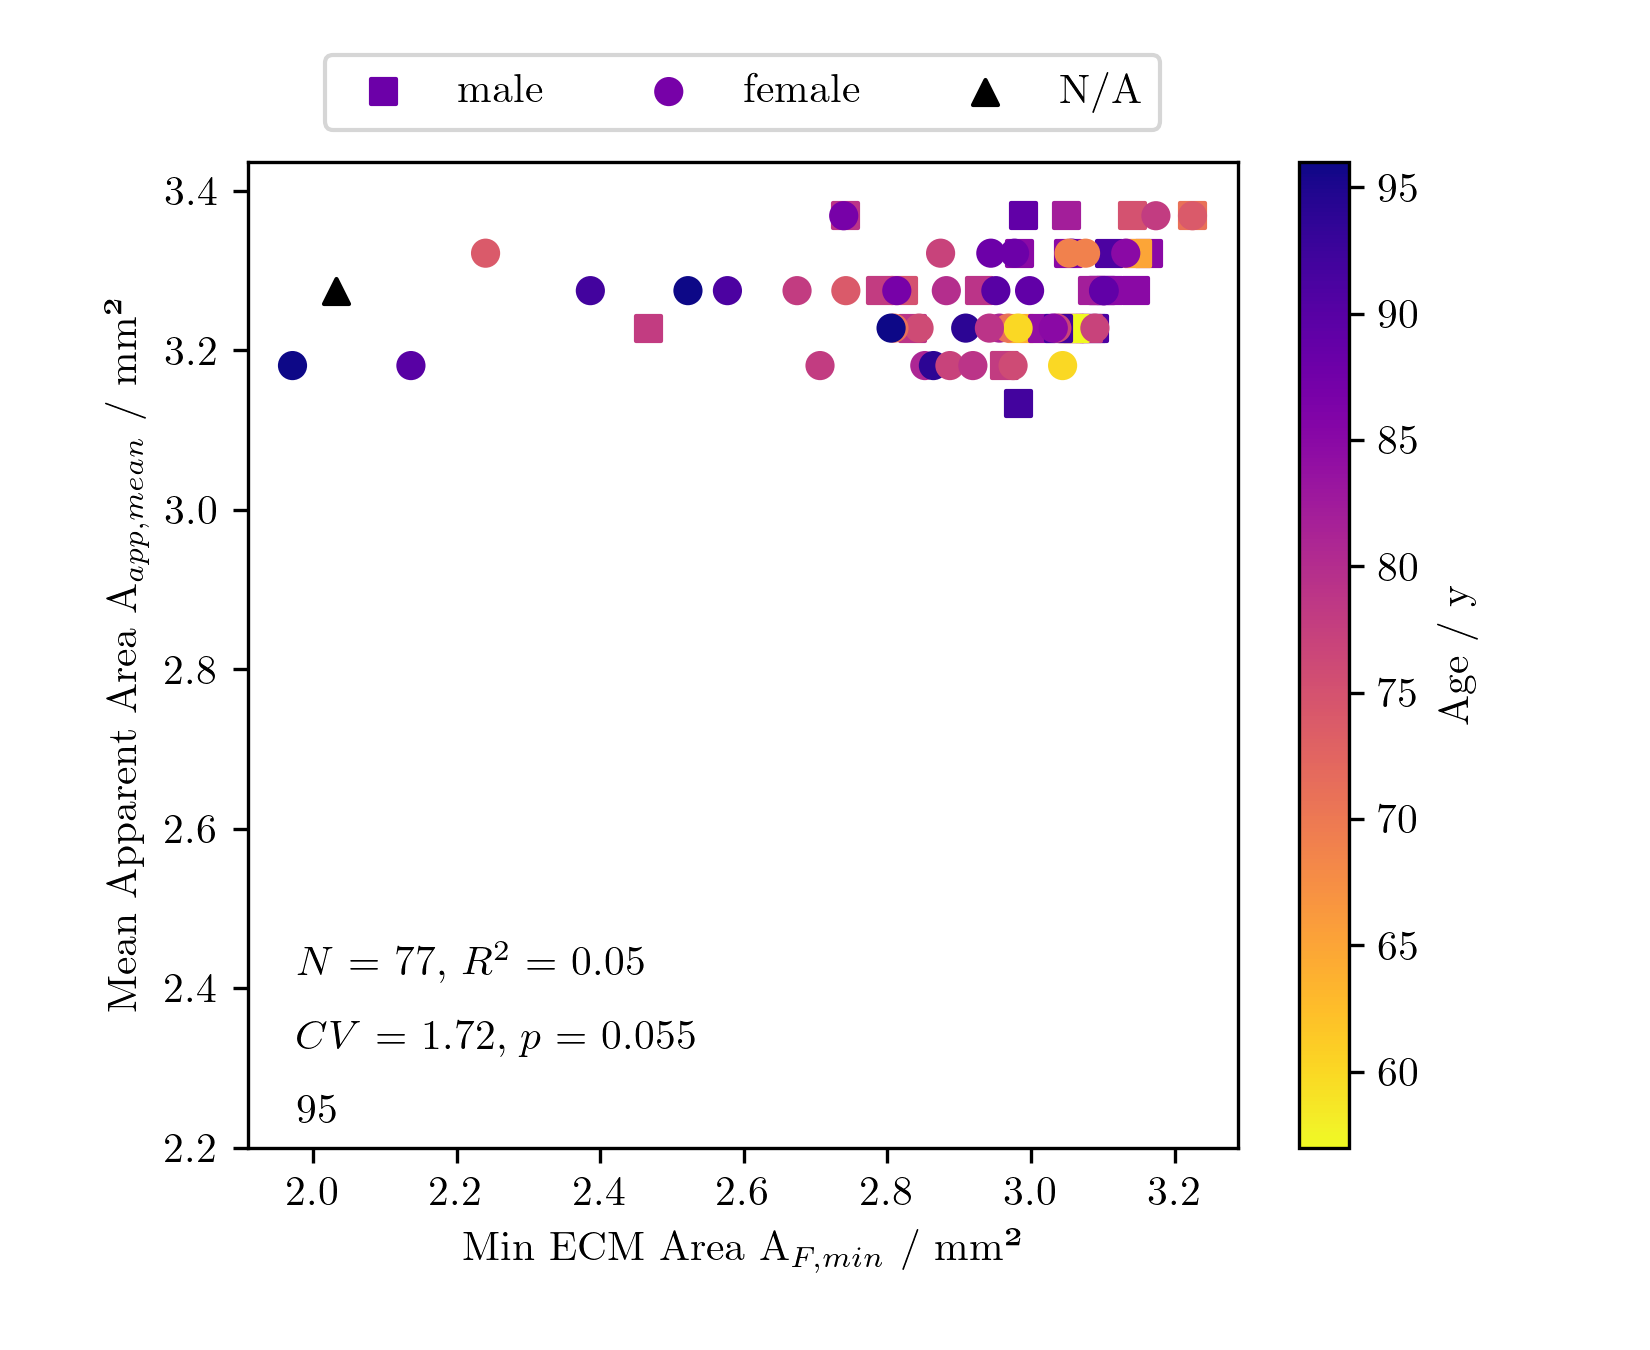 male female N/A
3.4
3.2
3.0
2.8
2.6
2.4
2.2
Mean Apparent Area A_{app,mean} / mm²
N = 77, R² = 0.05
CV = 1.72, p = 0.055
95
2.0 2.2 2.4 2.6 2.8 3.0 3.2
Min ECM Area A_{F,min} / mm²
95
90
85
80
75
70
65
60
Age / y